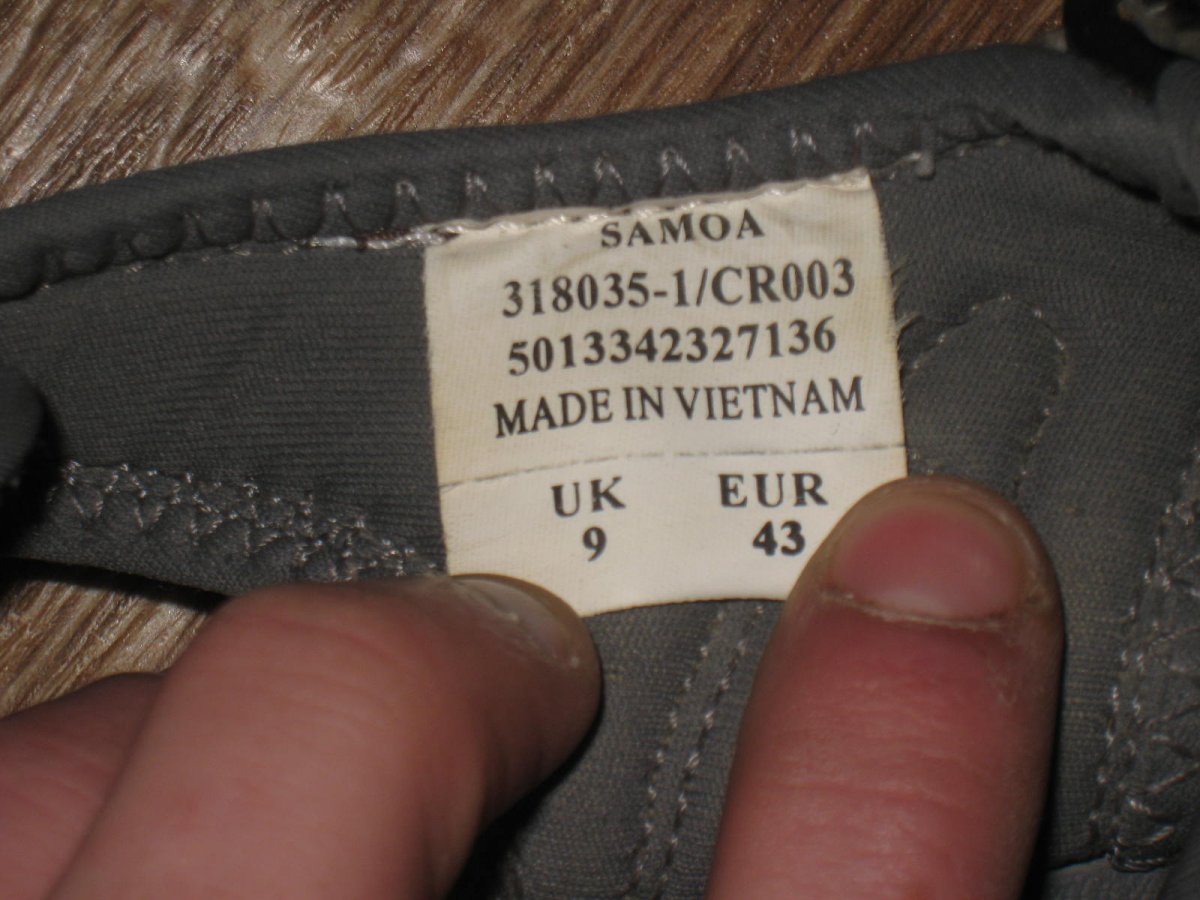 SAMOA
318035-1/CR003
5013342327136
MADE IN VIETNAM
UK EUR
9 43